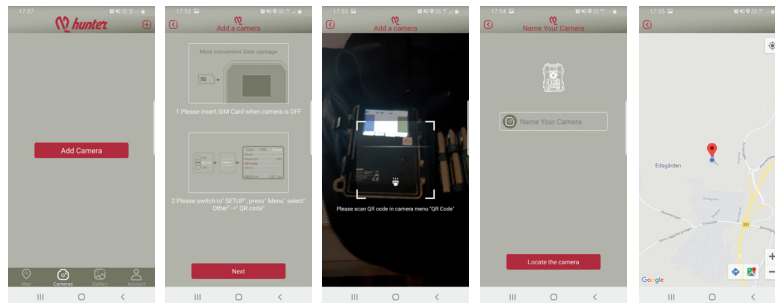 17:37
hunter
Add Camera
Map
Cameras
Gallery
Account
17:53
Add a camera
More convenient Data package
1.Please insert SIM Card when camera is OFF
2.Please switch to" SETUP", press" Menu" select"
Other"→" QR code"
Next
17:53
Add a camera
Please scan QR code in camera menu "QR Code"
17:54
Name Your Camera
Name Your Camera
Locate the camera
17:55
Edsgården
Google